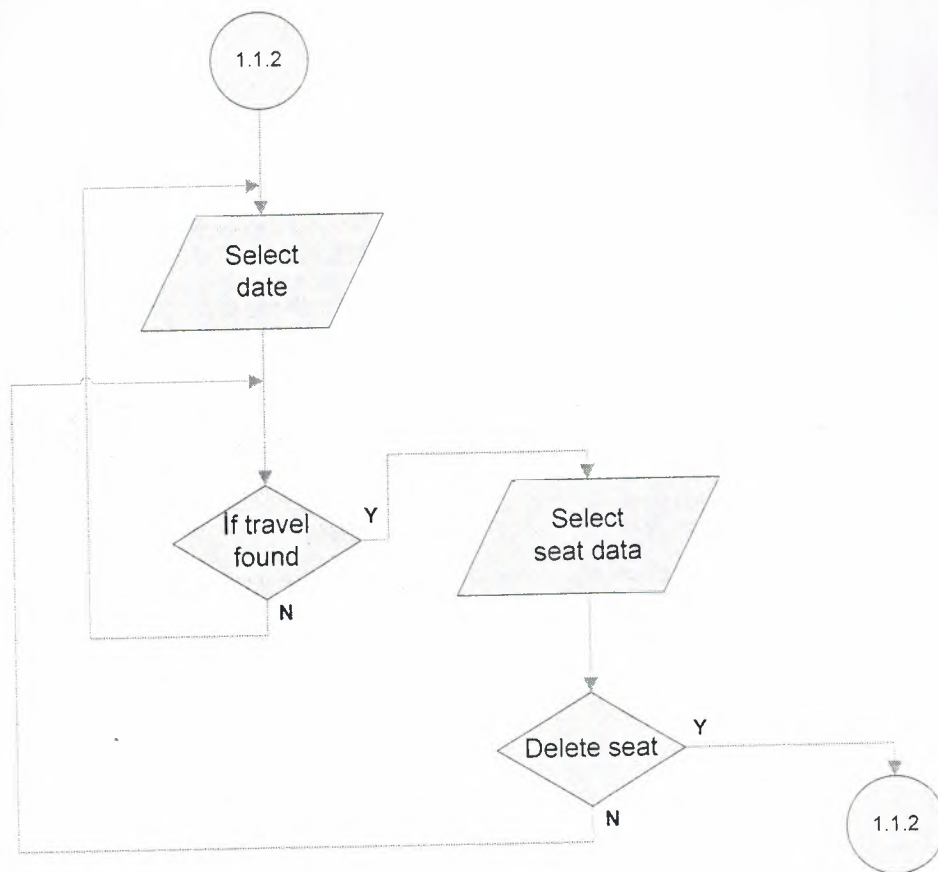 1.1.2
Select
date
If travel
found
Y
N
Select
seat data
Delete seat
Y
N
1.1.2